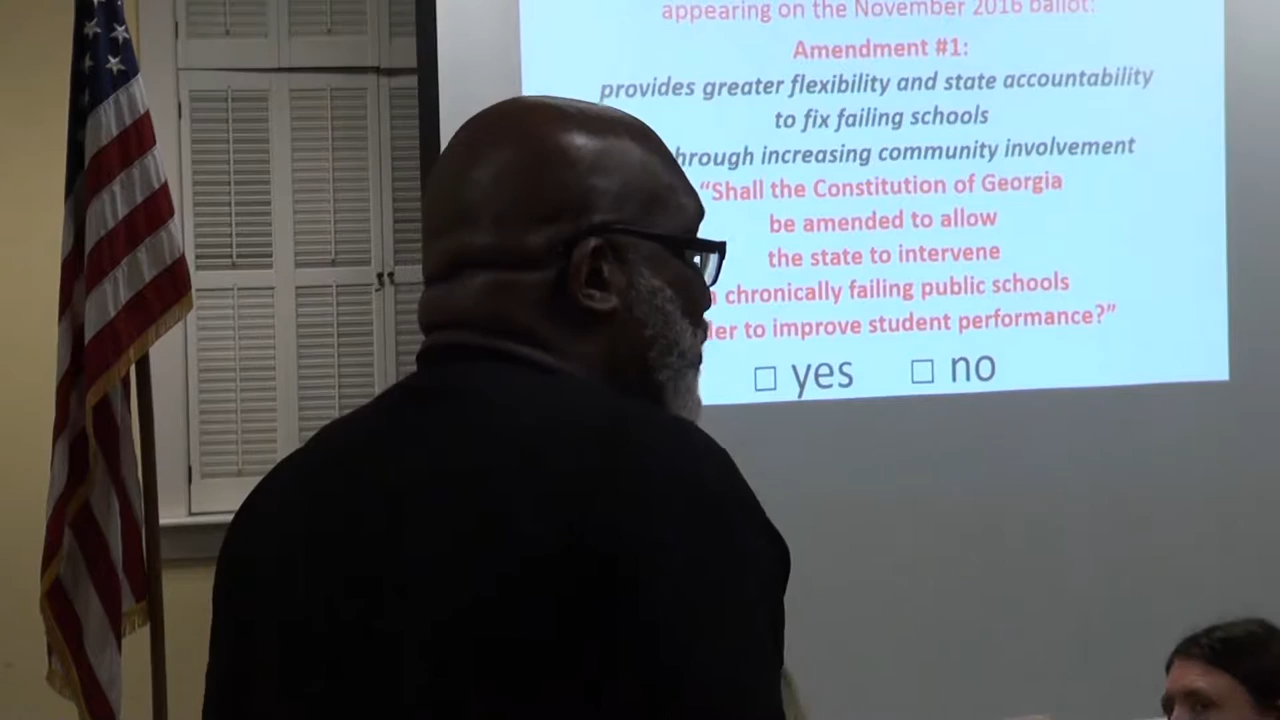 appearing on the November 2016 ballot:
Amendment #1:
provides greater flexibility and state accountability
to fix failing schools
through increasing community involvement
“Shall the Constitution of Georgia
be amended to allow
the state to intervene
chronically failing public schools
to improve student performance?”
□ yes □ no